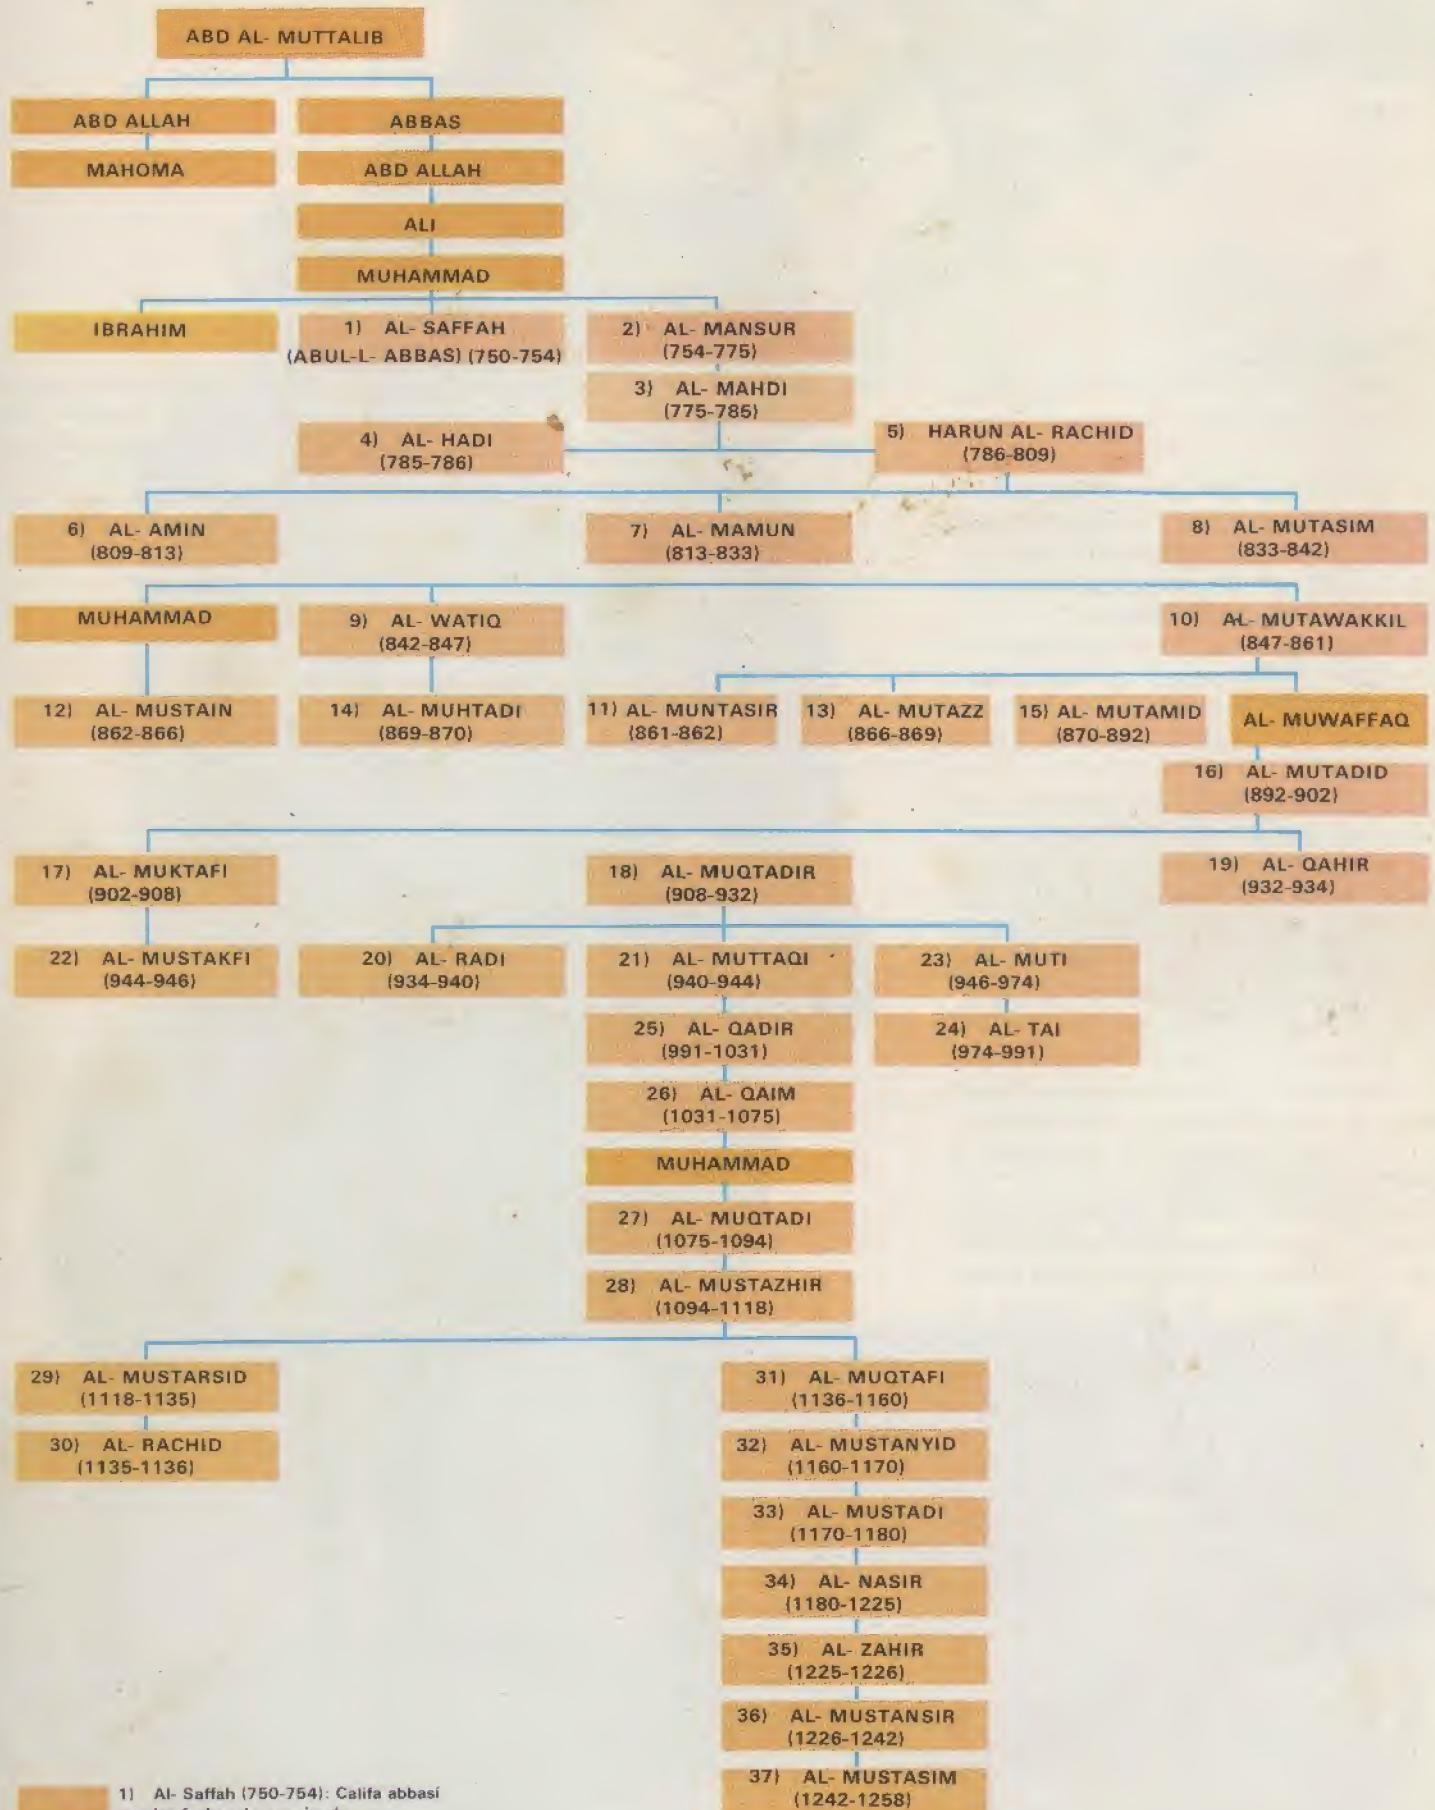 ABD AL- MUTTALIB
ABD ALLAH
ABBAS
MAHOMA
ABD ALLAH
ALI
MUHAMMAD
IBRAHIM
1) AL- SAFFAH
(ABUL-L- ABBAS) (750-754)
2) AL- MANSUR
(754-775)
3) AL- MAHDI
(775-785)
4) AL- HADI
(785-786)
5) HARUN AL- RACHID
(786-809)
6) AL- AMIN
(809-813)
7) AL- MAMUN
(813-833)
8) AL- MUTASIM
(833-842)
MUHAMMAD
9) AL- WATIQ
(842-847)
10) AL- MUTAWAKKIL
(847-861)
12) AL- MUSTAIN
(862-866)
14) AL- MUHTADI
(869-870)
11) AL- MUNTASIR
(861-862)
13) AL- MUTAZZ
(866-869)
15) AL- MUTAMID
(870-892)
AL- MUWAFFAQ
16) AL- MUTADID
(892-902)
17) AL- MUKTAFI
(902-908)
18) AL- MUQTADIR
(908-932)
19) AL- QAHIR
(932-934)
22) AL- MUSTAKFI
(944-946)
20) AL- RADI
(934-940)
21) AL- MUTTAQI
(940-944)
23) AL- MUTI
(946-974)
25) AL- QADIR
(991-1031)
24) AL- TAI
(974-991)
26) AL- QAIM
(1031-1075)
MUHAMMAD
27) AL- MUQTADI
(1075-1094)
28) AL- MUSTAZHIR
(1094-1118)
29) AL- MUSTARSID
(1118-1135)
31) AL- MUQTAFI
(1136-1160)
30) AL- RACHID
(1135-1136)
32) AL- MUSTANYID
(1160-1170)
33) AL- MUSTADI
(1170-1180)
34) AL- NASIR
(1180-1225)
35) AL- ZAHIR
(1225-1226)
36) AL- MUSTANSIR
(1226-1242)
37) AL- MUSTASIM
(1242-1258)
1) Al- Saffah (750-754): Califa abbasí